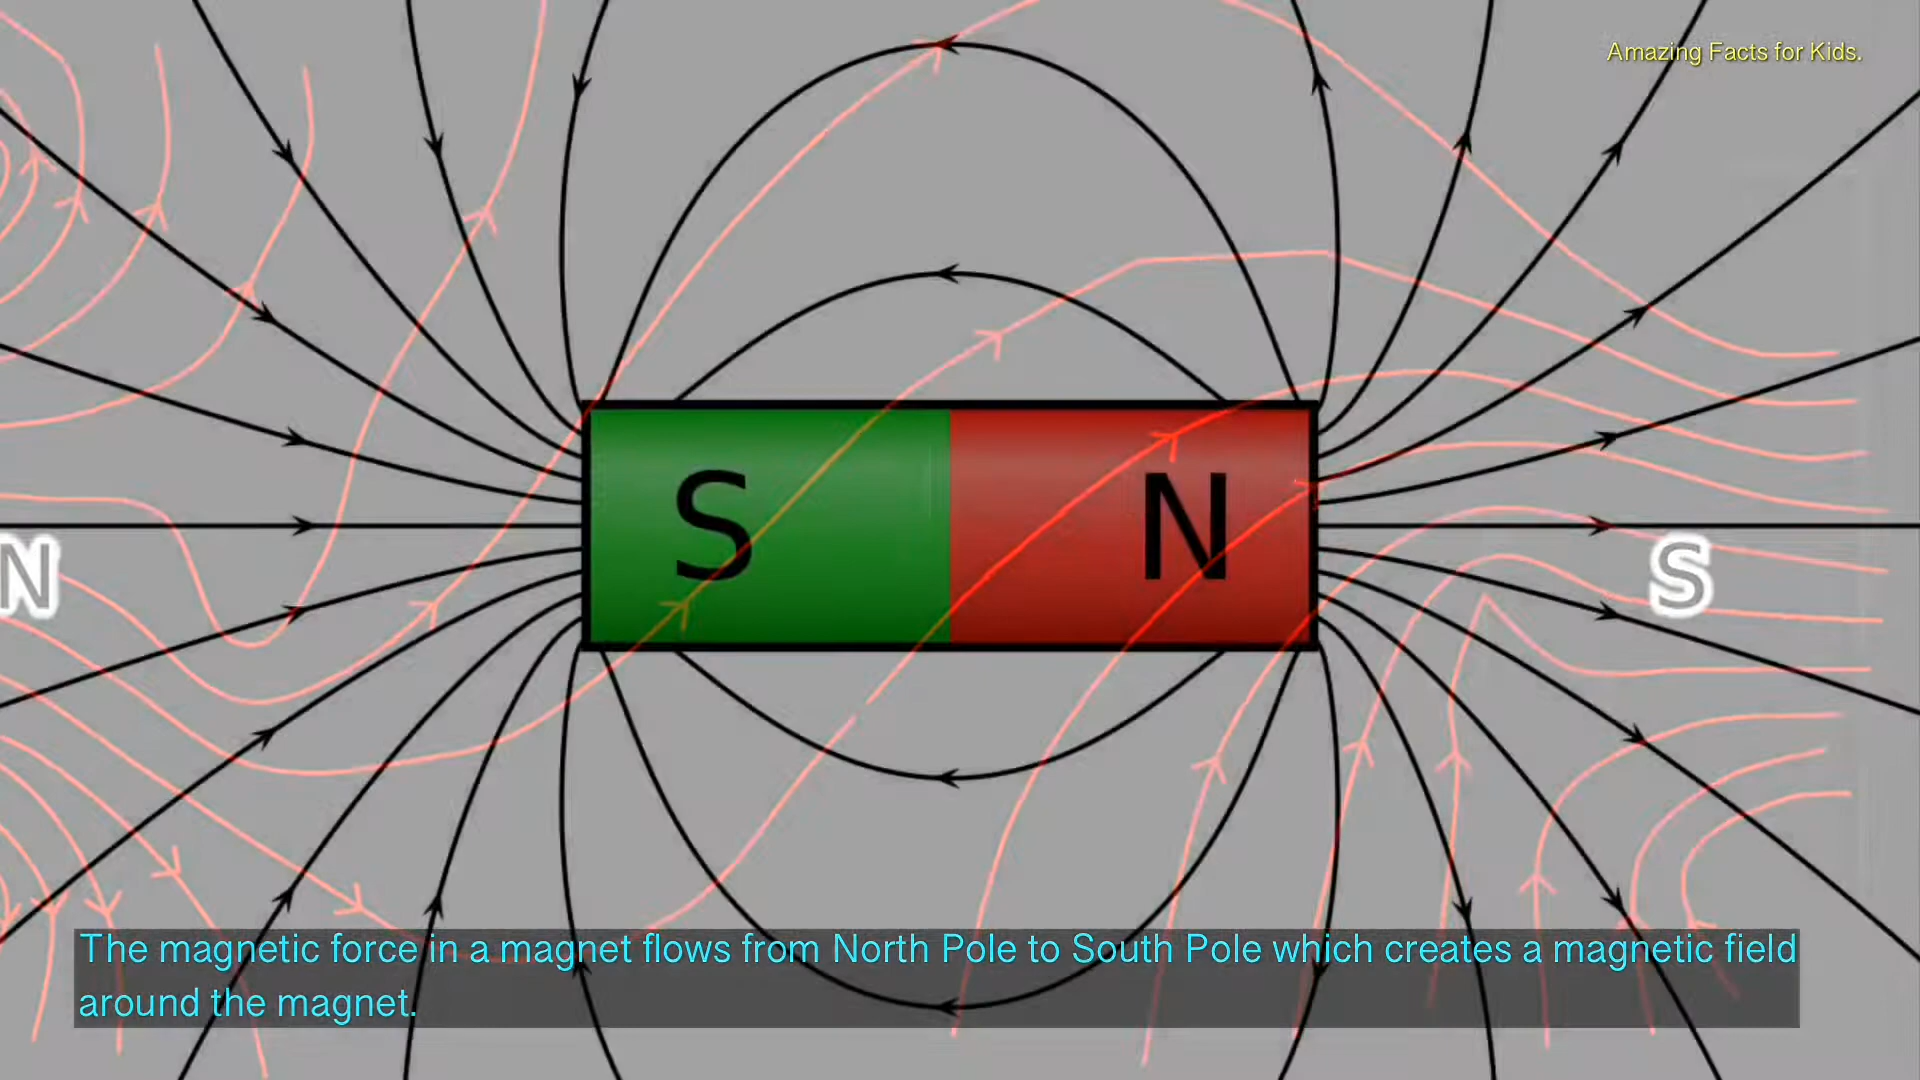 Amazing Facts for Kids.
S N
N
S
The magnetic force in a magnet flows from North Pole to South Pole which creates a magnetic field
around the magnet.